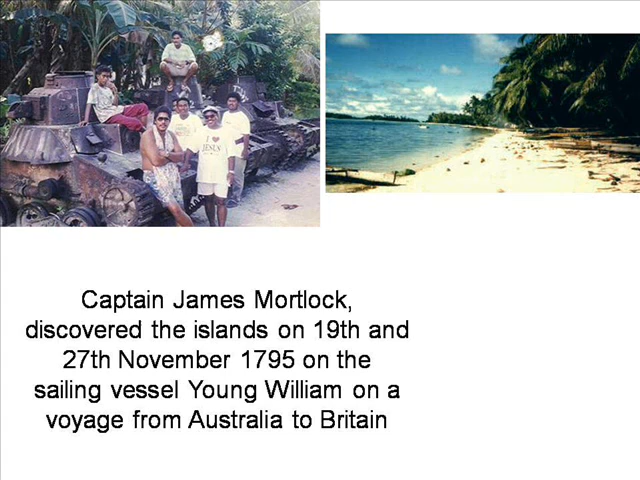 I ♥ JESUS
Captain James Mortlock,
discovered the islands on 19th and
27th November 1795 on the
sailing vessel Young William on a
voyage from Australia to Britain